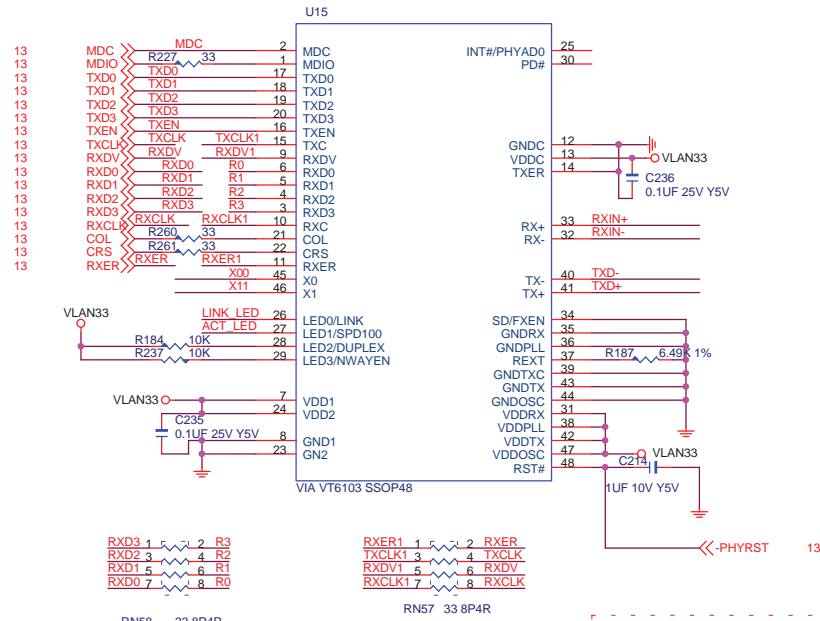 U15
13 MDC MDC 2 MDC INT#/PHYAD0 25
13 MDIO R227 33 1 MDIO PD# 30
13 TXD0 TXD0 17 TXD0
13 TXD1 TXD1 18 TXD1
13 TXD2 TXD2 19 TXD2
13 TXD3 TXD3 20 TXD3
13 TXEN TXEN 16 TXEN
13 TXCLK TXCLK TXCLK1 15 TXC GNDC 12
13 RXDV RXDV RXDV1 9 RXDV VDDC 13 VLAN33
13 RXD0 RXD0 R0 6 RXD0 TXER 14
13 RXD1 RXD1 R1 5 RXD1 C236
13 RXD2 RXD2 R2 4 RXD2 0.1UF 25V Y5V
13 RXD3 RXD3 R3 3 RXD3
13 RXCLK RXCLK RXCLK1 10 RXC RX+ 33 RXIN+
13 COL R260 33 21 COL RX- 32 RXIN-
13 CRS R261 33 22 CRS
13 RXER RXER RXER1 11 RXER
X00 45 X0 TX- 40 TXD-
X11 46 X1 TX+ 41 TXD+
VLAN33
LINK_LED 26 LED0/LINK SD/FXEN 34
ACT_LED 27 LED1/SPD100 GNDRX 35
R184 10K 28 LED2/DUPLEX GNDPLL 36
R237 10K 29 LED3/NWAYEN REXT 37 R187 6.49K 1%
GNDTXC 39
GNDTX 43
VLAN33 7 VDD1 GNDOSC 44
24 VDD2 VDDRX 31
C235 VDDPLL 38
0.1UF 25V Y5V 8 GND1 VDDTX 42
23 GN2 VDDOSC 47 VLAN33
RST# 48 C214
VIA VT6103 SSOP48 1UF 10V Y5V
-PHYRST 13
RXD3 1 2 R3 RXER1 1 2 RXER
RXD2 3 4 R2 TXCLK1 3 4 TXCLK
RXD1 5 6 R1 RXDV1 5 6 RXDV
RXD0 7 8 R0 RXCLK1 7 8 RXCLK
RN58 33 8P4R RN57 33 8P4R